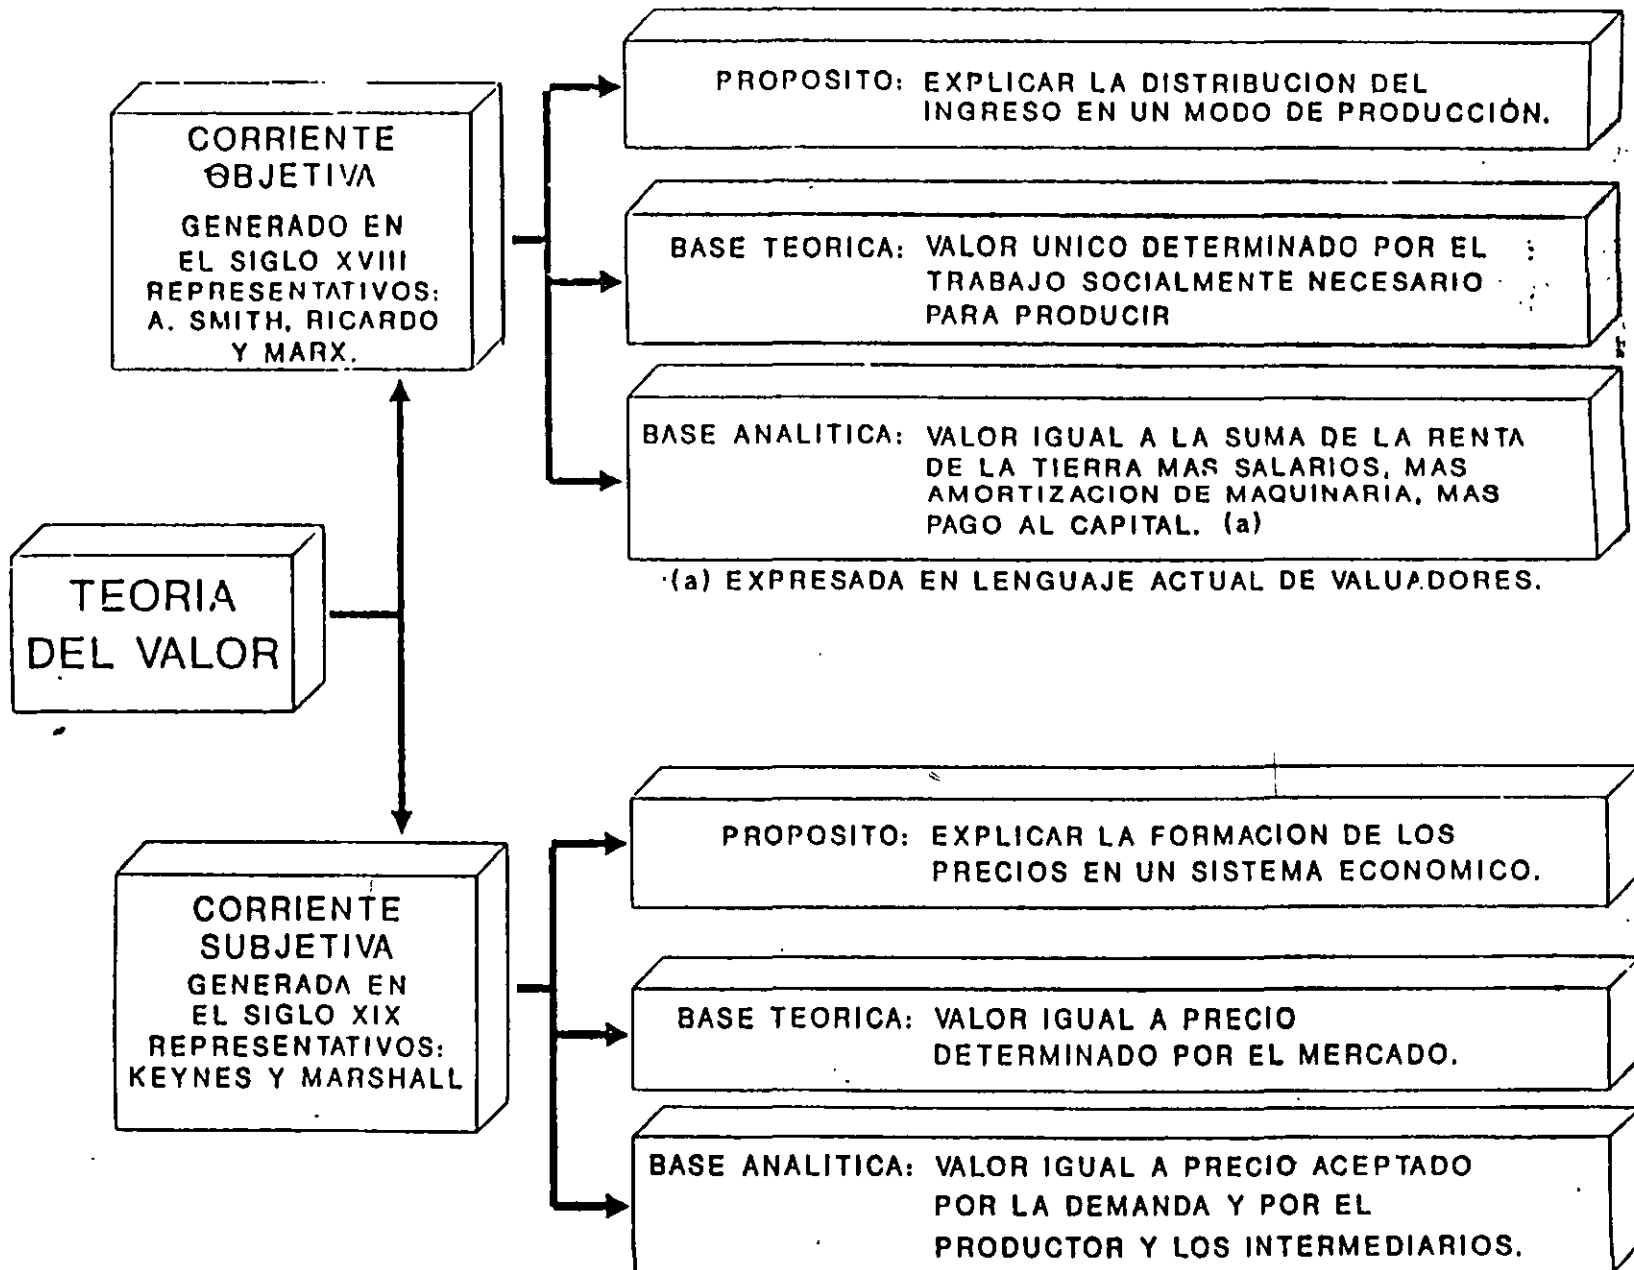 CORRIENTE
OBJETIVA
GENERADO EN
EL SIGLO XVIII
REPRESENTATIVOS:
A. SMITH, RICARDO
Y MARX.
PROPOSITO: EXPLICAR LA DISTRIBUCION DEL
INGRESO EN UN MODO DE PRODUCCIÓN.
BASE TEORICA: VALOR UNICO DETERMINADO POR EL
TRABAJO SOCIALMENTE NECESARIO
PARA PRODUCIR
BASE ANALITICA: VALOR IGUAL A LA SUMA DE LA RENTA
DE LA TIERRA MAS SALARIOS, MAS
AMORTIZACION DE MAQUINARIA, MAS
PAGO AL CAPITAL. (a)
(a) EXPRESADA EN LENGUAJE ACTUAL DE VALUADORES.
TEORIA
DEL VALOR
CORRIENTE
SUBJETIVA
GENERADA EN
EL SIGLO XIX
REPRESENTATIVOS:
KEYNES Y MARSHALL
PROPOSITO: EXPLICAR LA FORMACION DE LOS
PRECIOS EN UN SISTEMA ECONOMICO.
BASE TEORICA: VALOR IGUAL A PRECIO
DETERMINADO POR EL MERCADO.
BASE ANALITICA: VALOR IGUAL A PRECIO ACEPTADO
POR LA DEMANDA Y POR EL
PRODUCTOR Y LOS INTERMEDIARIOS.